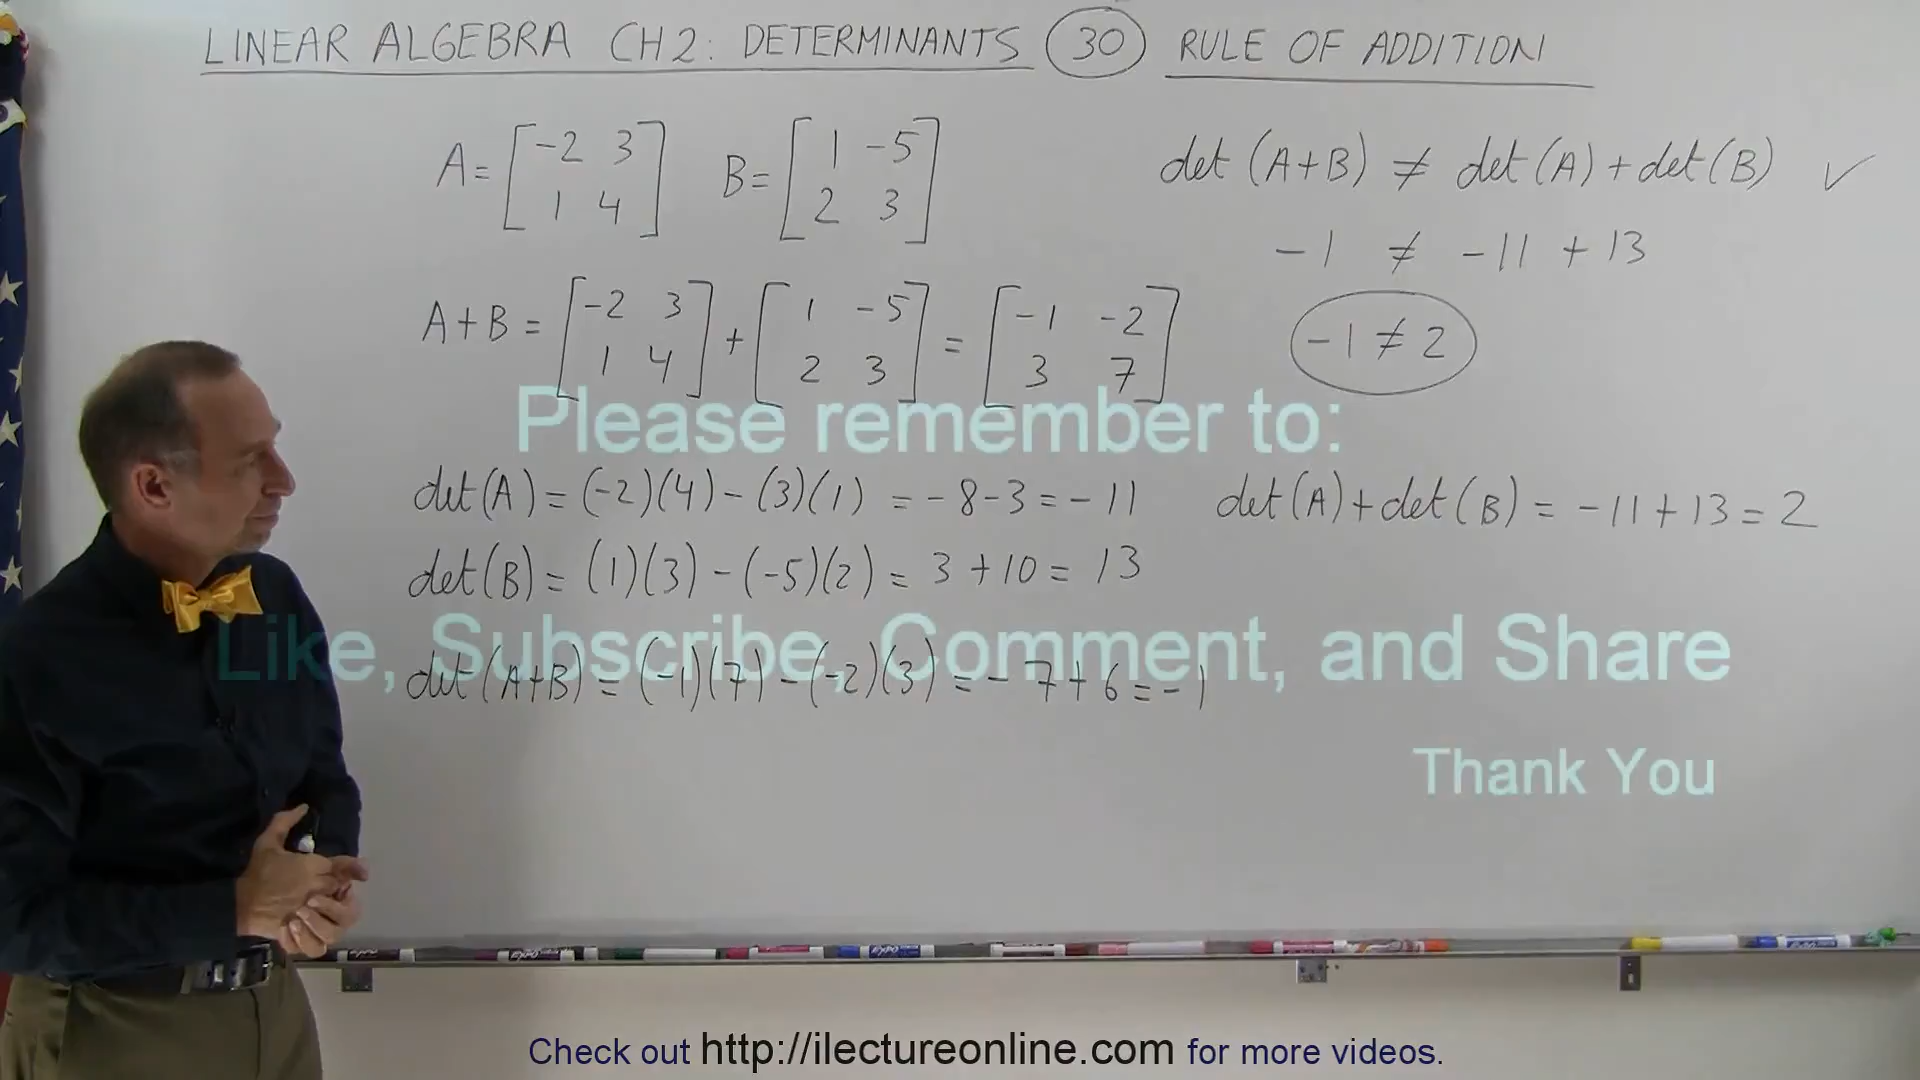 LINEAR ALGEBRA CH 2: DETERMINANTS 30 RULE OF ADDITION
A = [-2 3; 1 4] B = [1 -5; 2 3]
det (A+B) ≠ det (A) + det (B) ✓
-1 ≠ -11 + 13
A+B = [-2 3; 1 4] + [1 -5; 2 3] = [-1 -2; 3 7]
-1 ≠ 2
Please remember to:
det (A) = (-2)(4) - (3)(1) = -8 - 3 = -11
det (A) + det (B) = -11 + 13 = 2
det (B) = (1)(3) - (-5)(2) = 3 + 10 = 13
Like, Subscribe, Comment, and Share
det (A+B) = (-1)(7) - (-2)(3) = -7 + 6 = -1
Thank You
Check out http://ilectureonline.com for more videos.